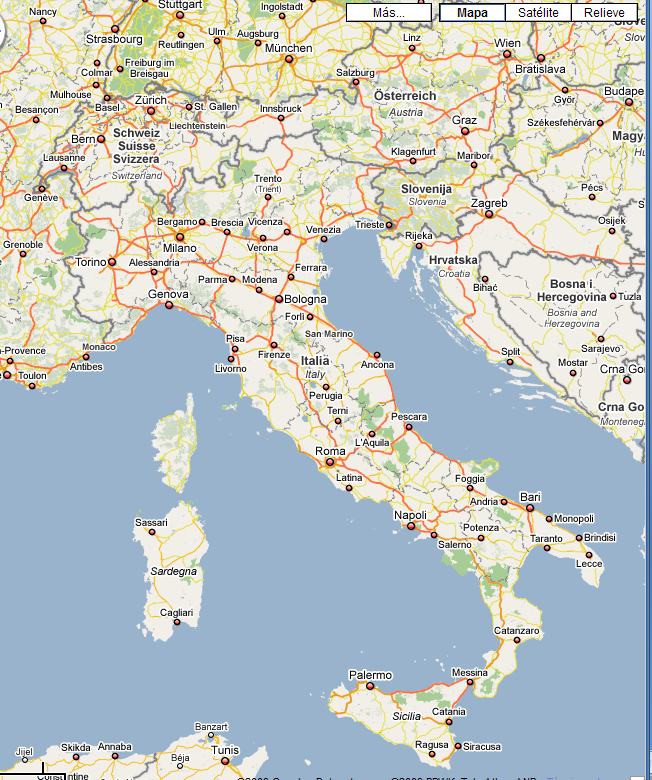 Más...
Mapa
Satélite
Relieve
Nancy
Stuttgart
Ingolstadt
Strasbourg
Reutlingen
Ulm
Augsburg
München
Linz
Wien
Bratislava
Colmar
Freiburg im
Breisgau
Salzburg
Österreich
Austria
Győr
Budape
Mulhouse
Basel
Zürich
St. Gallen
Innsbruck
Besançon
Liechtenstein
Graz
Székesfehérvár
Magy
Bern
Schweiz
Suisse
Svizzera
Switzerland
Lausanne
Klagenfurt
Maribor
Genève
Trento
(Trient)
Slovenija
Slovenia
Zagreb
Pécs
Osijek
Grenoble
Bergamo
Brescia
Vicenza
Venezia
Trieste
Rijeka
Milano
Verona
Torino
Alessandria
Parma
Modena
Ferrara
Hrvatska
Croatia
Bihać
Bosna i
Hercegovina
Bosnia and
Herzegovina
Tuzla
Genova
Bologna
Forlì
San Marino
Monaco
Antibes
-Provence
Toulon
Pisa
Livorno
Firenze
Italia
Italy
Ancona
Split
Sarajevo
Mostar
Crna Go
Crna Go
Montenegr
Perugia
Terni
Pescara
L'Aquila
Roma
Latina
Foggia
Andria
Bari
Monopoli
Sassari
Napoli
Salerno
Potenza
Taranto
Brindisi
Lecce
Sardegna
Cagliari
Catanzaro
Palermo
Messina
Sicilia
Catania
Ragusa
Siracusa
Banzart
Jijel
Skikda
Annaba
Béja
Tunis
Constantine